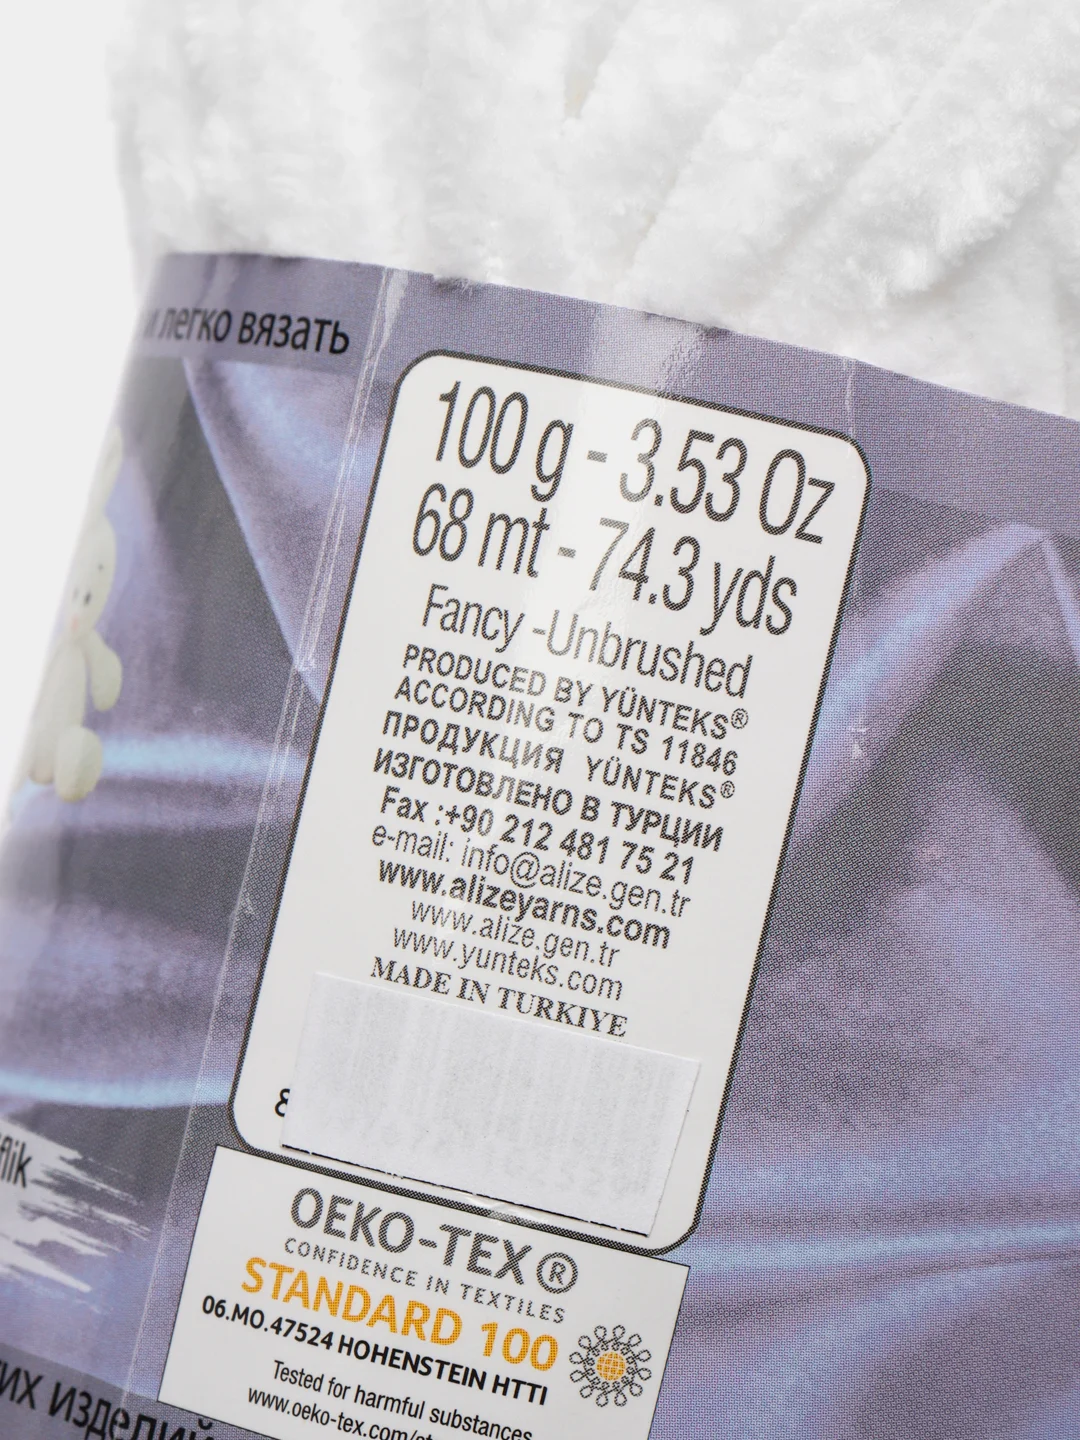 и легко вязать
100 g - 3.53 Oz
68 mt - 74.3 yds
Fancy -Unbrushed
PRODUCED BY YÜNTEKS®
ACCORDING TO TS 11846
ПРОДУКЦИЯ YÜNTEKS®
ИЗГОТОВЛЕНО В ТУРЦИИ
Fax :+90 212 481 75 21
e-mail: info@alize.gen.tr
www.alizeyarns.com
www.alize.gen.tr
www.yunteks.com
MADE IN TURKIYE
8
OEKO-TEX®
CONFIDENCE IN TEXTILES
STANDARD 100
06.MO.47524 HOHENSTEIN HTTI
Tested for harmful substances
www.oeko-tex.com/
изделий